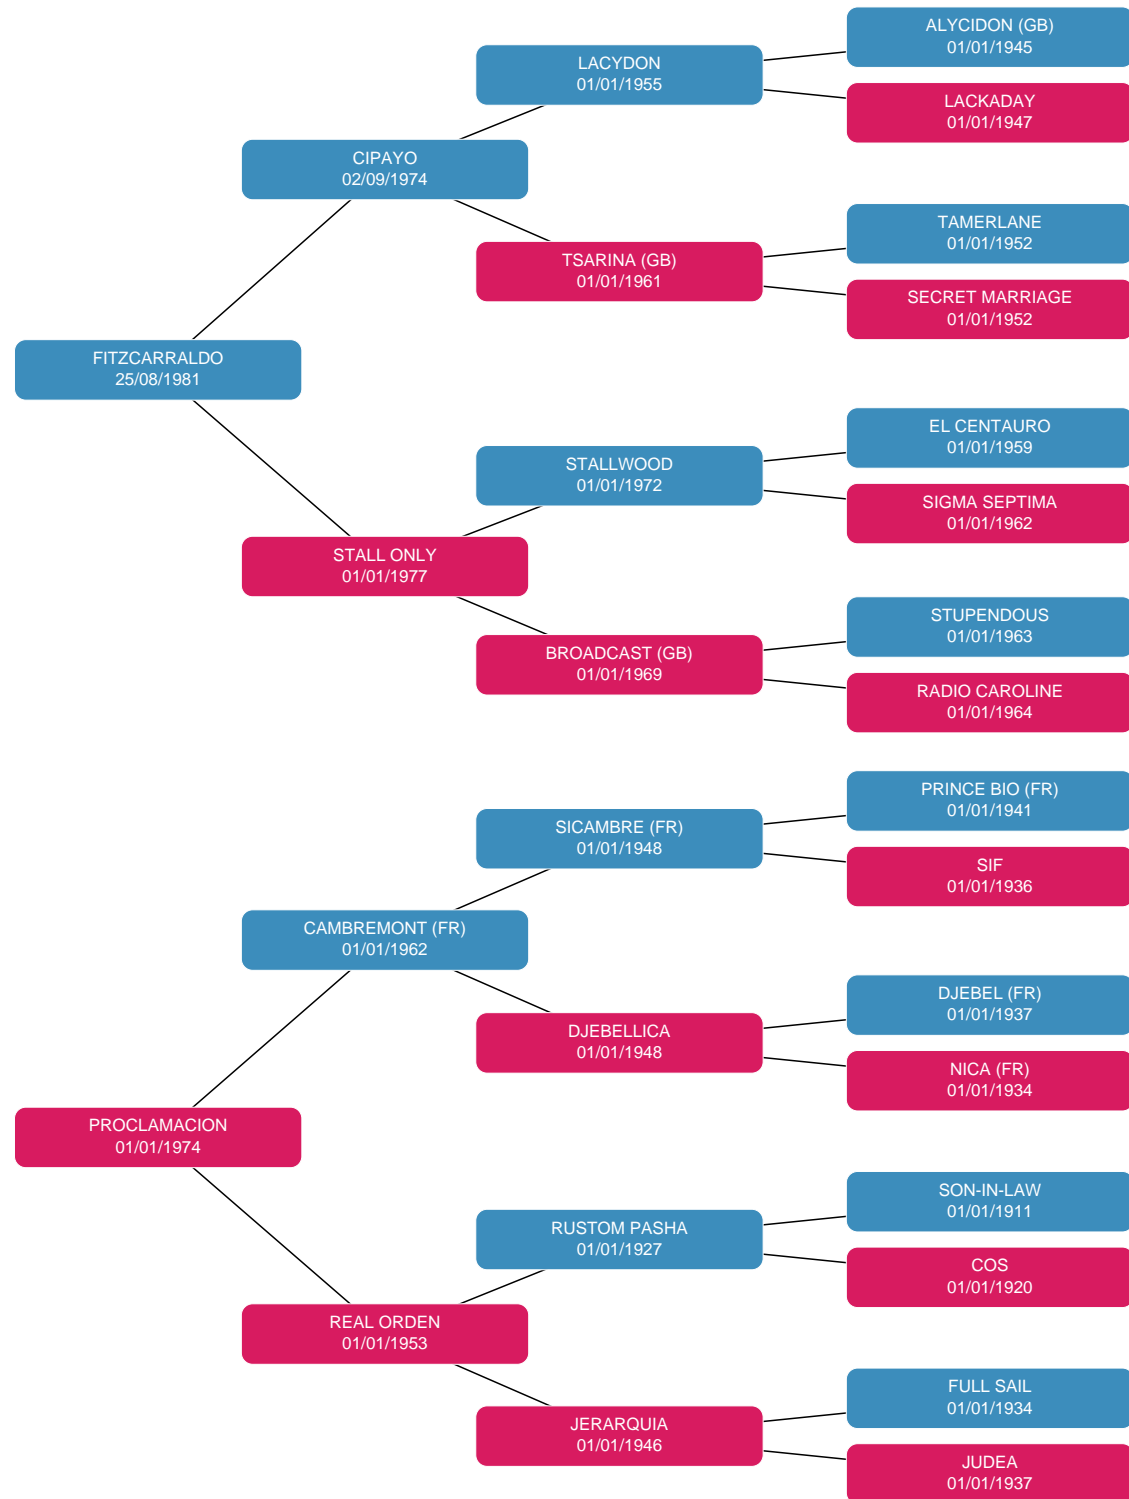 ALYCIDON (GB)
01/01/1945
LACYDON
01/01/1955
LACKADAY
01/01/1947
CIPAYO
02/09/1974
TAMERLANE
01/01/1952
TSARINA (GB)
01/01/1961
SECRET MARRIAGE
01/01/1952
FITZCARRALDO
25/08/1981
EL CENTAURO
01/01/1959
STALLWOOD
01/01/1972
SIGMA SEPTIMA
01/01/1962
STALL ONLY
01/01/1977
STUPENDOUS
01/01/1963
BROADCAST (GB)
01/01/1969
RADIO CAROLINE
01/01/1964
PRINCE BIO (FR)
01/01/1941
SICAMBRE (FR)
01/01/1948
SIF
01/01/1936
CAMBREMONT (FR)
01/01/1962
DJEBEL (FR)
01/01/1937
DJEBELLICA
01/01/1948
NICA (FR)
01/01/1934
PROCLAMACION
01/01/1974
SON-IN-LAW
01/01/1911
RUSTOM PASHA
01/01/1927
COS
01/01/1920
REAL ORDEN
01/01/1953
FULL SAIL
01/01/1934
JERARQUIA
01/01/1946
JUDEA
01/01/1937